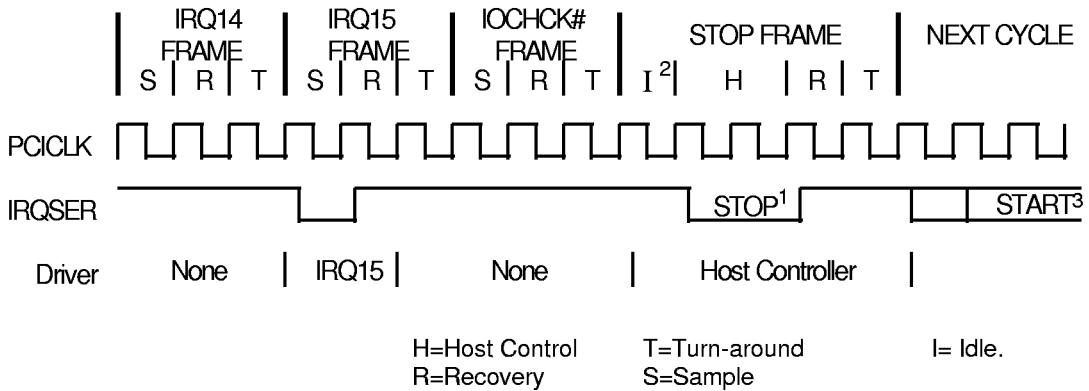 IRQ14 FRAME IRQ15 FRAME IOCHCK# FRAME STOP FRAME NEXT CYCLE
S R T S R T S R T I² H R T
PCICLK
IRQSER STOP¹ START³
Driver None IRQ15 None Host Controller
H=Host Control T=Turn-around I= Idle.
R=Recovery S=Sample